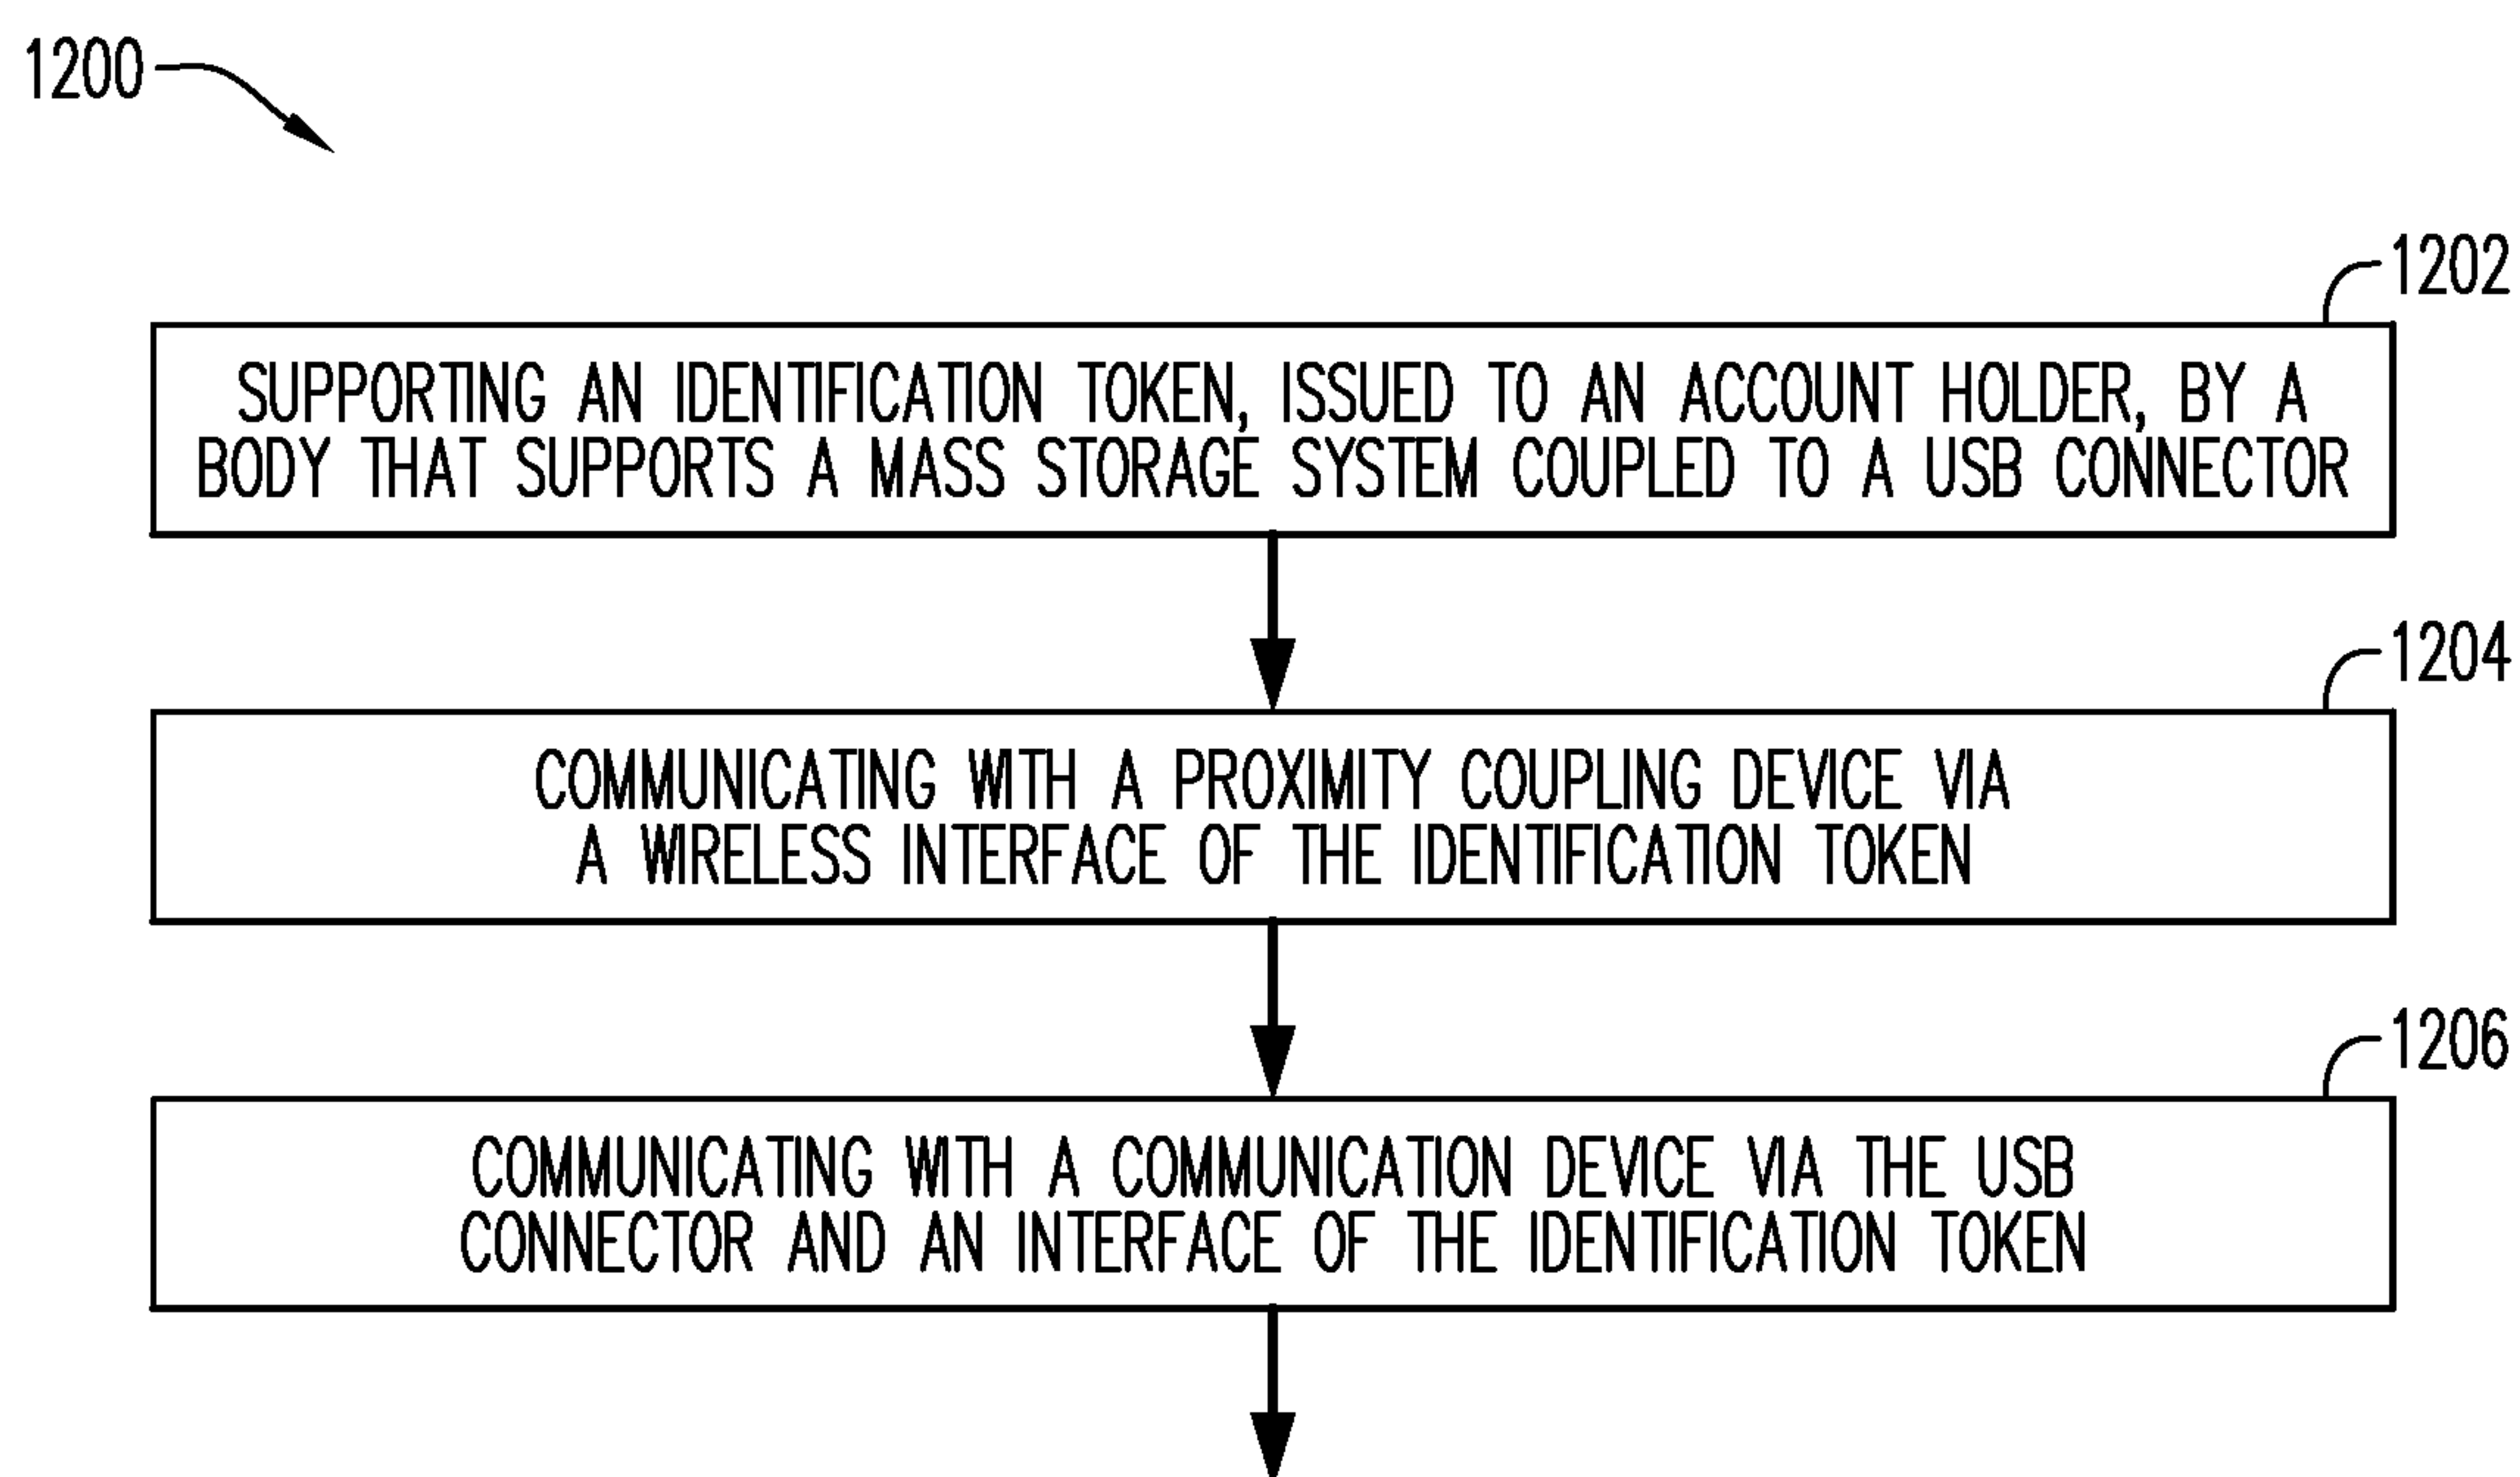 1200
1202
SUPPORTING AN IDENTIFICATION TOKEN, ISSUED TO AN ACCOUNT HOLDER, BY A
BODY THAT SUPPORTS A MASS STORAGE SYSTEM COUPLED TO A USB CONNECTOR
1204
COMMUNICATING WITH A PROXIMITY COUPLING DEVICE VIA
A WIRELESS INTERFACE OF THE IDENTIFICATION TOKEN
1206
COMMUNICATING WITH A COMMUNICATION DEVICE VIA THE USB
CONNECTOR AND AN INTERFACE OF THE IDENTIFICATION TOKEN